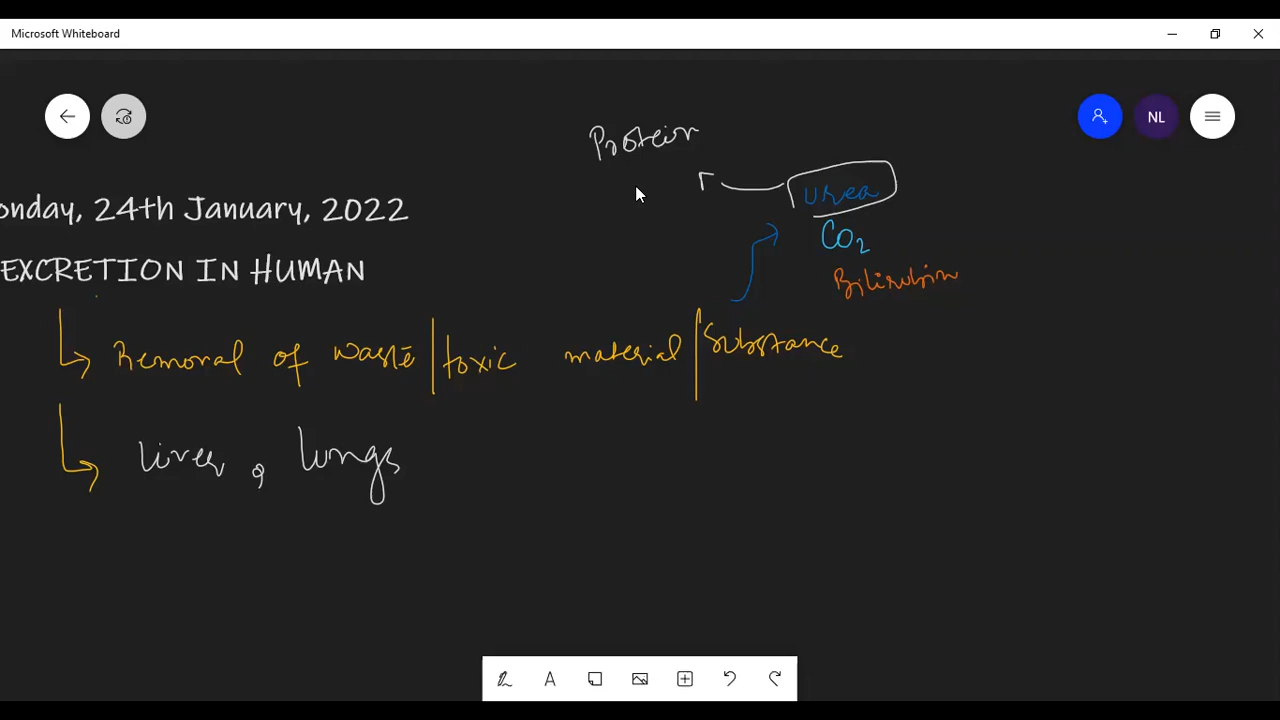 Microsoft Whiteboard
NL
Protein
urea
CO2
Bilirubin
onday, 24th January, 2022
EXCRETION IN HUMAN
Removal of waste|toxic material|Substance
liver, lungs
A